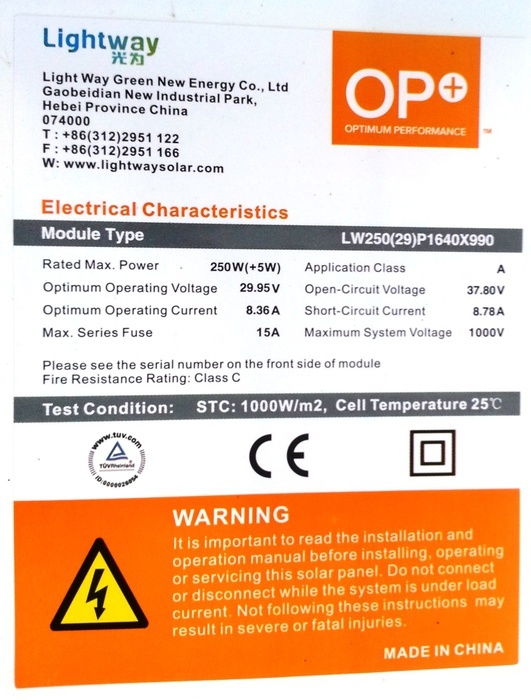 Lightway
光为
Light Way Green New Energy Co., Ltd
Gaobeidian New Industrial Park,
Hebei Province China
074000
T : +86(312)2951 122
F : +86(312)2951 166
W: www.lightwaysolar.com
OP+
OPTIMUM PERFORMANCE
TM
Electrical Characteristics
Module Type LW250(29)P1640X990
Rated Max. Power 250W(+5W) Application Class A
Optimum Operating Voltage 29.95V Open-Circuit Voltage 37.80V
Optimum Operating Current 8.36A Short-Circuit Current 8.78A
Max. Series Fuse 15A Maximum System Voltage 1000V
Please see the serial number on the front side of module
Fire Resistance Rating: Class C
Test Condition: STC: 1000W/m2, Cell Temperature 25℃
www.tuv.com
TÜVRheinland
ID:0000026954
CE
WARNING
It is important to read the installation and
operation manual before installing, operating
or servicing this solar panel. Do not connect
or disconnect while the system is under load
current. Not following these instructions may
result in severe or fatal injuries.
MADE IN CHINA